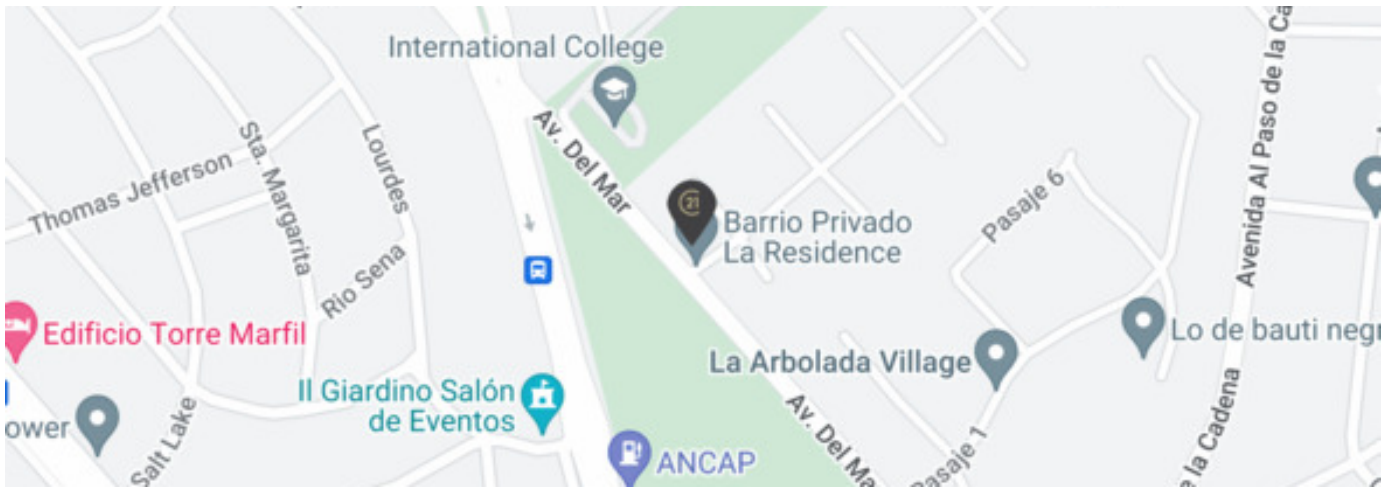 International College
Av. Del Mar
Lourdes
Sta. Margarita
Thomas Jefferson
Avenida Al Paso de la Ca
Pasaje 6
21
Barrio Privado
La Residence
Rio Sena
Edificio Torre Marfil
Lo de bauti negr
La Arbolada Village
Il Giardino Salón
de Eventos
ower
Salt Lake
Av. Del Ma
Pasaje 1
e la Cadena
ANCAP